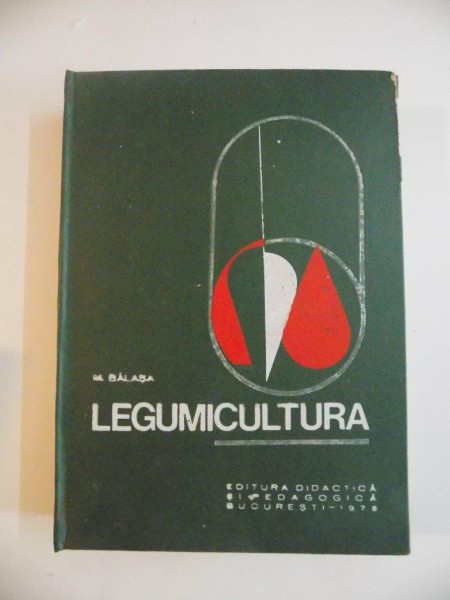 M. BĂLAȘA
LEGUMICULTURA
EDITURA DIDACTICĂ
ȘI PEDAGOGICĂ
BUCUREȘTI-1973